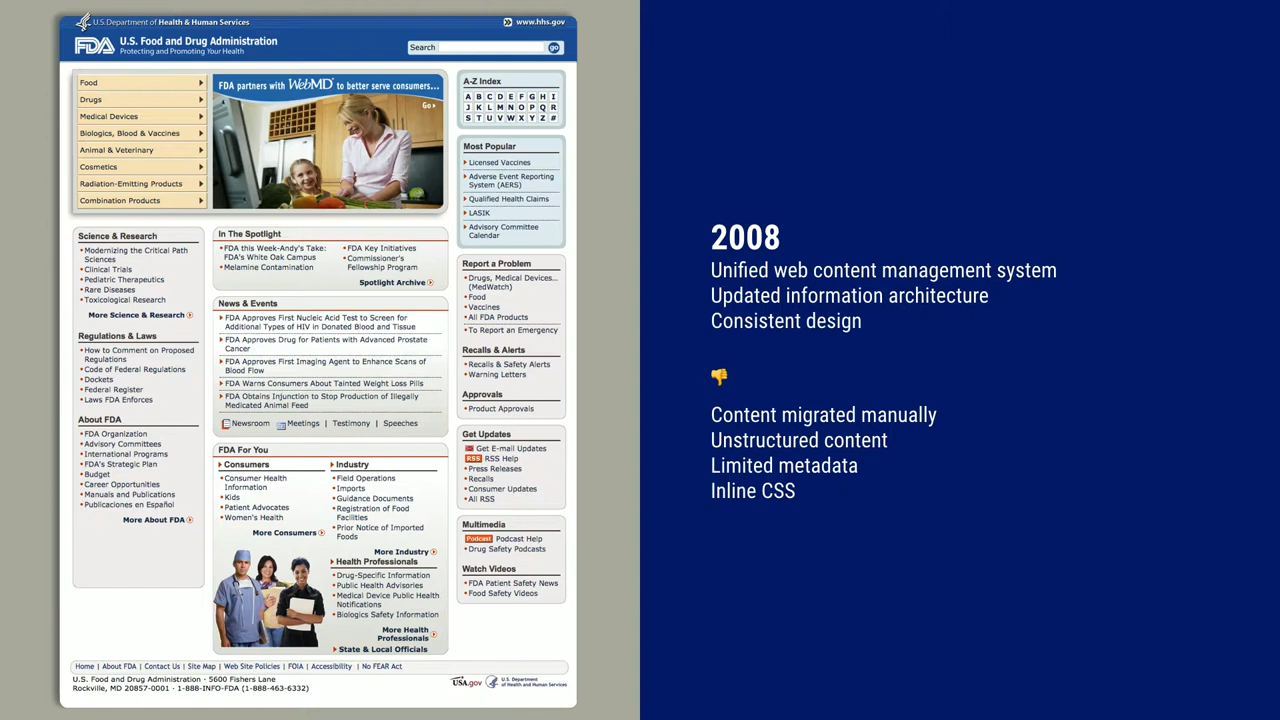 U.S. Department of Health & Human Services
www.hhs.gov
FDA U.S. Food and Drug Administration
Protecting and Promoting Your Health
Search
go
Food
Drugs
Medical Devices
Biologics, Blood & Vaccines
Animal & Veterinary
Cosmetics
Radiation-Emitting Products
Combination Products
FDA partners with WebMD® to better serve consumers...
Go
A-Z Index
A B C D E F G H I
J K L M N O P Q R
S T U V W X Y Z #
Most Popular
Licensed Vaccines
Adverse Event Reporting
System (AERS)
Qualified Health Claims
LASIK
Advisory Committee
Calendar
Science & Research
Modernizing the Critical Path
Sciences
Clinical Trials
Pediatric Therapeutics
Rare Diseases
Toxicological Research
More Science & Research
Regulations & Laws
How to Comment on Proposed
Regulations
Code of Federal Regulations
Dockets
Federal Register
Laws FDA Enforces
About FDA
FDA Organization
Advisory Committees
International Programs
FDA's Strategic Plan
Budget
Career Opportunities
Manuals and Publications
Publicaciones en Español
More About FDA
In The Spotlight
FDA this Week-Andy's Take:
FDA's White Oak Campus
Melamine Contamination
FDA Key Initiatives
Commissioner's
Fellowship Program
Spotlight Archive
News & Events
FDA Approves First Nucleic Acid Test to Screen for
Additional Types of HIV in Donated Blood and Tissue
FDA Approves Drug for Patients with Advanced Prostate
Cancer
FDA Approves First Imaging Agent to Enhance Scans of
Blood Flow
FDA Warns Consumers About Tainted Weight Loss Pills
FDA Obtains Injunction to Stop Production of Illegally
Medicated Animal Feed
Newsroom Meetings | Testimony | Speeches
FDA For You
Consumers
Consumer Health
Information
Kids
Patient Advocates
Women's Health
More Consumers
Industry
Field Operations
Imports
Guidance Documents
Registration of Food
Facilities
Prior Notice of Imported
Foods
More Industry
Health Professionals
Drug-Specific Information
Public Health Advisories
Medical Device Public Health
Notifications
Biologics Safety Information
More Health
Professionals
State & Local Officials
Report a Problem
Drugs, Medical Devices...
(MedWatch)
Food
Vaccines
All FDA Products
To Report an Emergency
Recalls & Alerts
Recalls & Safety Alerts
Warning Letters
Approvals
Product Approvals
Get Updates
Get E-mail Updates
RSS RSS Help
Press Releases
Recalls
Consumer Updates
All RSS
Multimedia
Podcast Podcast Help
Drug Safety Podcasts
Watch Videos
FDA Patient Safety News
Food Safety Videos
Home | About FDA | Contact Us | Site Map | Web Site Policies | FOIA | Accessibility | No FEAR Act
U.S. Food and Drug Administration · 5600 Fishers Lane
Rockville, MD 20857-0001 · 1-888-INFO-FDA (1-888-463-6332)
USA.gov
U.S. Department
of Health and Human Services
2008
Unified web content management system
Updated information architecture
Consistent design
👎
Content migrated manually
Unstructured content
Limited metadata
Inline CSS